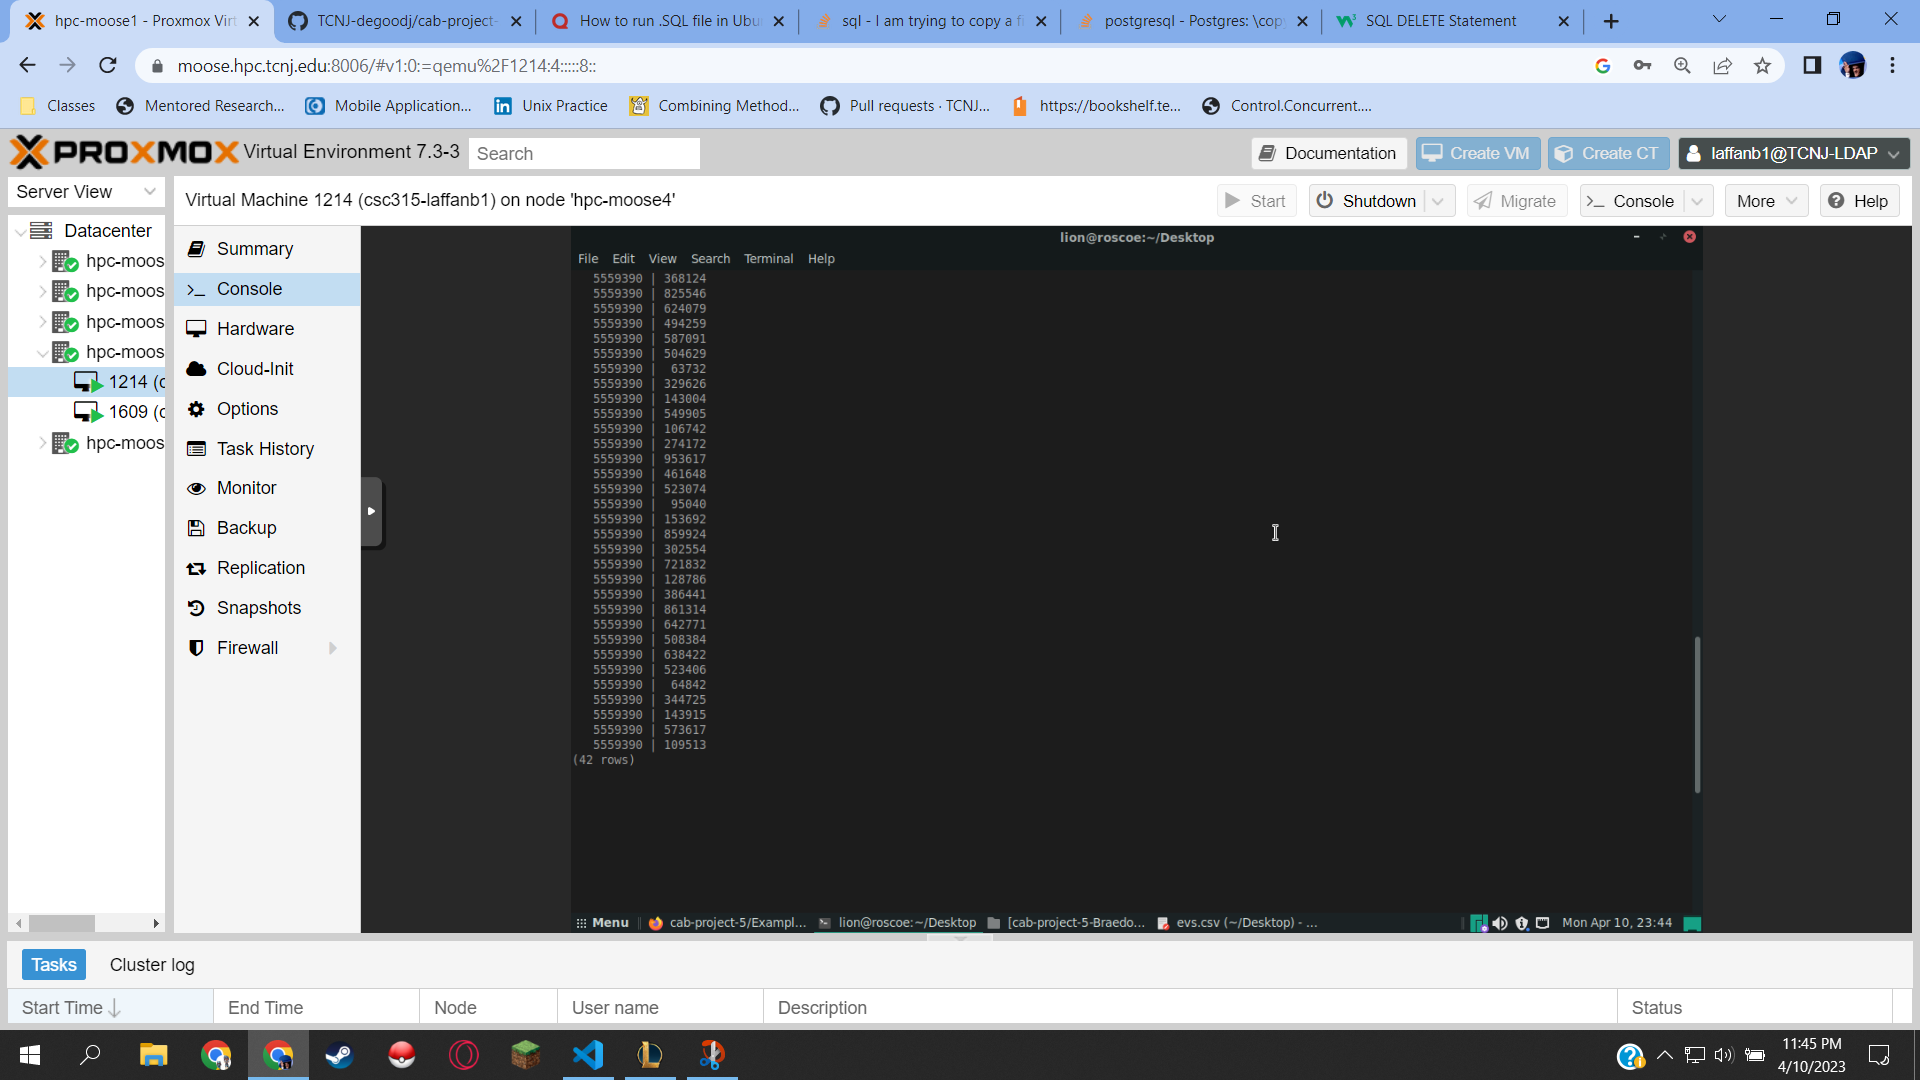 hpc-moose1 - Proxmox Virt
TCNJ-degoodj/cab-project-
How to run .SQL file in Ubu
sql - I am trying to copy a fi
postgresql - Postgres: \copy
SQL DELETE Statement
moose.hpc.tcnj.edu:8006/#v1:0:=qemu%2F1214:4:::::8::
Classes
Mentored Research...
Mobile Application...
Unix Practice
Combining Method...
Pull requests · TCNJ...
https://bookshelf.te...
Control.Concurrent....
PROXMOX Virtual Environment 7.3-3
Search
Documentation
Create VM
Create CT
laffanb1@TCNJ-LDAP
Server View
Virtual Machine 1214 (csc315-laffanb1) on node 'hpc-moose4'
Start
Shutdown
Migrate
Console
More
Help
Datacenter
hpc-moos
hpc-moos
hpc-moos
hpc-moos
1214 (c
1609 (c
hpc-moos
Summary
Console
Hardware
Cloud-Init
Options
Task History
Monitor
Backup
Replication
Snapshots
Firewall
lion@roscoe:~/Desktop
File Edit View Search Terminal Help
5559390 | 368124
5559390 | 825546
5559390 | 624079
5559390 | 494259
5559390 | 587091
5559390 | 504629
5559390 | 63732
5559390 | 329626
5559390 | 143004
5559390 | 549905
5559390 | 106742
5559390 | 274172
5559390 | 953617
5559390 | 461648
5559390 | 523074
5559390 | 95040
5559390 | 153692
5559390 | 859924
5559390 | 302554
5559390 | 721832
5559390 | 128786
5559390 | 386441
5559390 | 861314
5559390 | 642771
5559390 | 508384
5559390 | 638422
5559390 | 523406
5559390 | 64842
5559390 | 344725
5559390 | 143915
5559390 | 573617
5559390 | 109513
(42 rows)
Menu
cab-project-5/Exampl...
lion@roscoe:~/Desktop
[cab-project-5-Braedo...
evs.csv (~/Desktop) - ...
Mon Apr 10, 23:44
Tasks
Cluster log
Start Time
End Time
Node
User name
Description
Status
11:45 PM
4/10/2023